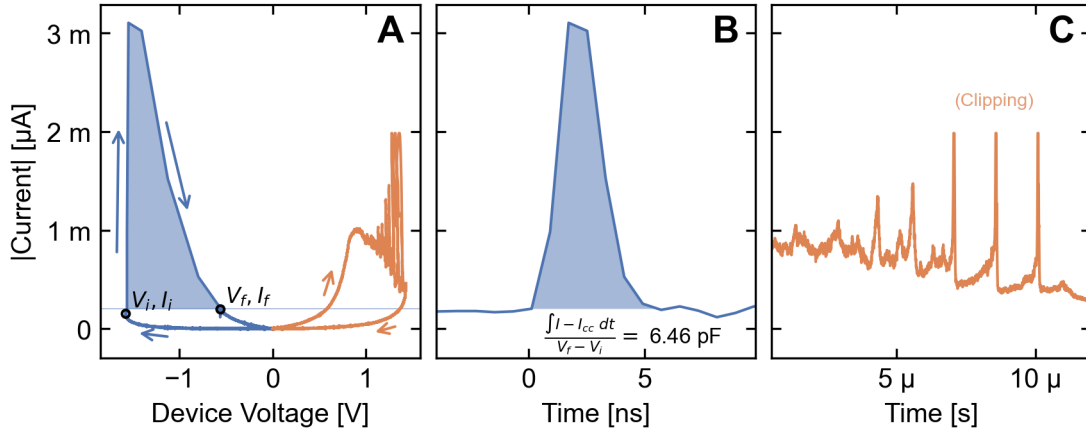 A
B
C
|Current| [µA]
3 m
2 m
1 m
0
V_i, I_i
V_f, I_f
−1
0
1
Device Voltage [V]
∫I − I_cc dt / V_f − V_i = 6.46 pF
0
5
Time [ns]
(Clipping)
5 µ
10 µ
Time [s]